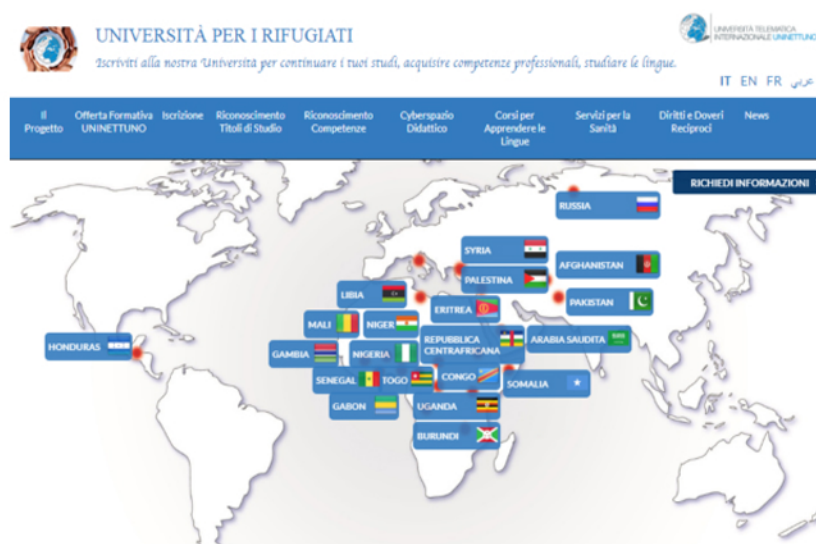 UNIVERSITÀ PER I RIFUGIATI
UNIVERSITÀ TELEMATICA
INTERNAZIONALE UNINETTUNO
Iscriviti alla nostra Università per continuare i tuoi studi, acquisire competenze professionali, studiare le lingue.
IT EN FR عربي
Il Progetto
Offerta Formativa UNINETTUNO
Iscrizione
Riconoscimento Titoli di Studio
Riconoscimento Competenze
Cyberspazio Didattico
Corsi per Apprendere le Lingue
Servizi per la Sanità
Diritti e Doveri Reciproci
News
RICHIEDI INFORMAZIONI
RUSSIA
SYRIA
AFGHANISTAN
PALESTINA
LIBIA
PAKISTAN
ERITREA
MALI
NIGER
REPUBBLICA
CENTRAFRICANA
ARABIA SAUDITA
HONDURAS
GAMBIA
NIGERIA
SENEGAL
TOGO
CONGO
SOMALIA
GABON
UGANDA
BURUNDI